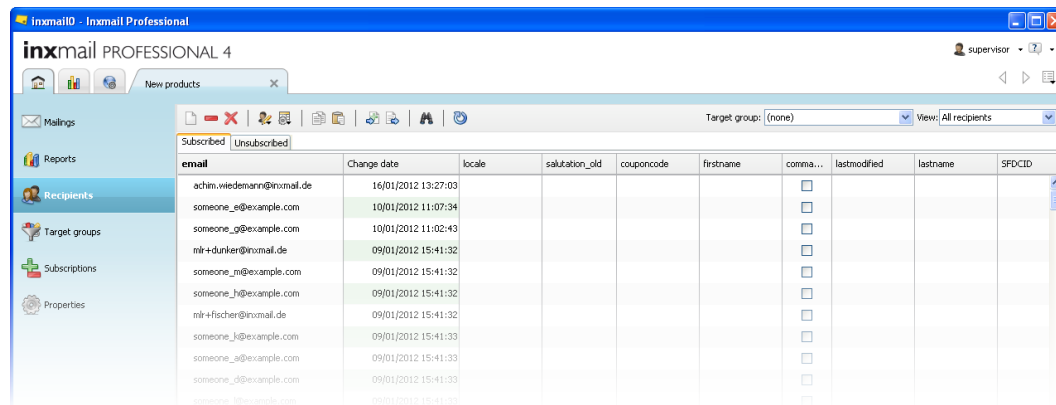 inxmail0 - Inxmail Professional
inxmail PROFESSIONAL 4
supervisor
New products
Mailings
Reports
Recipients
Target groups
Subscriptions
Properties
Target group: (none) View: All recipients
Subscribed Unsubscribed
email Change date locale salutation_old couponcode firstname comma... lastmodified lastname SFDCID
achim.wiedemann@inxmail.de 16/01/2012 13:27:03
someone_e@example.com 10/01/2012 11:07:34
someone_g@example.com 10/01/2012 11:02:43
mlr+dunker@inxmail.de 09/01/2012 15:41:32
someone_m@example.com 09/01/2012 15:41:32
someone_h@example.com 09/01/2012 15:41:32
mlr+fischer@inxmail.de 09/01/2012 15:41:32
someone_k@example.com 09/01/2012 15:41:33
someone_a@example.com 09/01/2012 15:41:33
someone_d@example.com 09/01/2012 15:41:33
09/01/2012 15:41:33